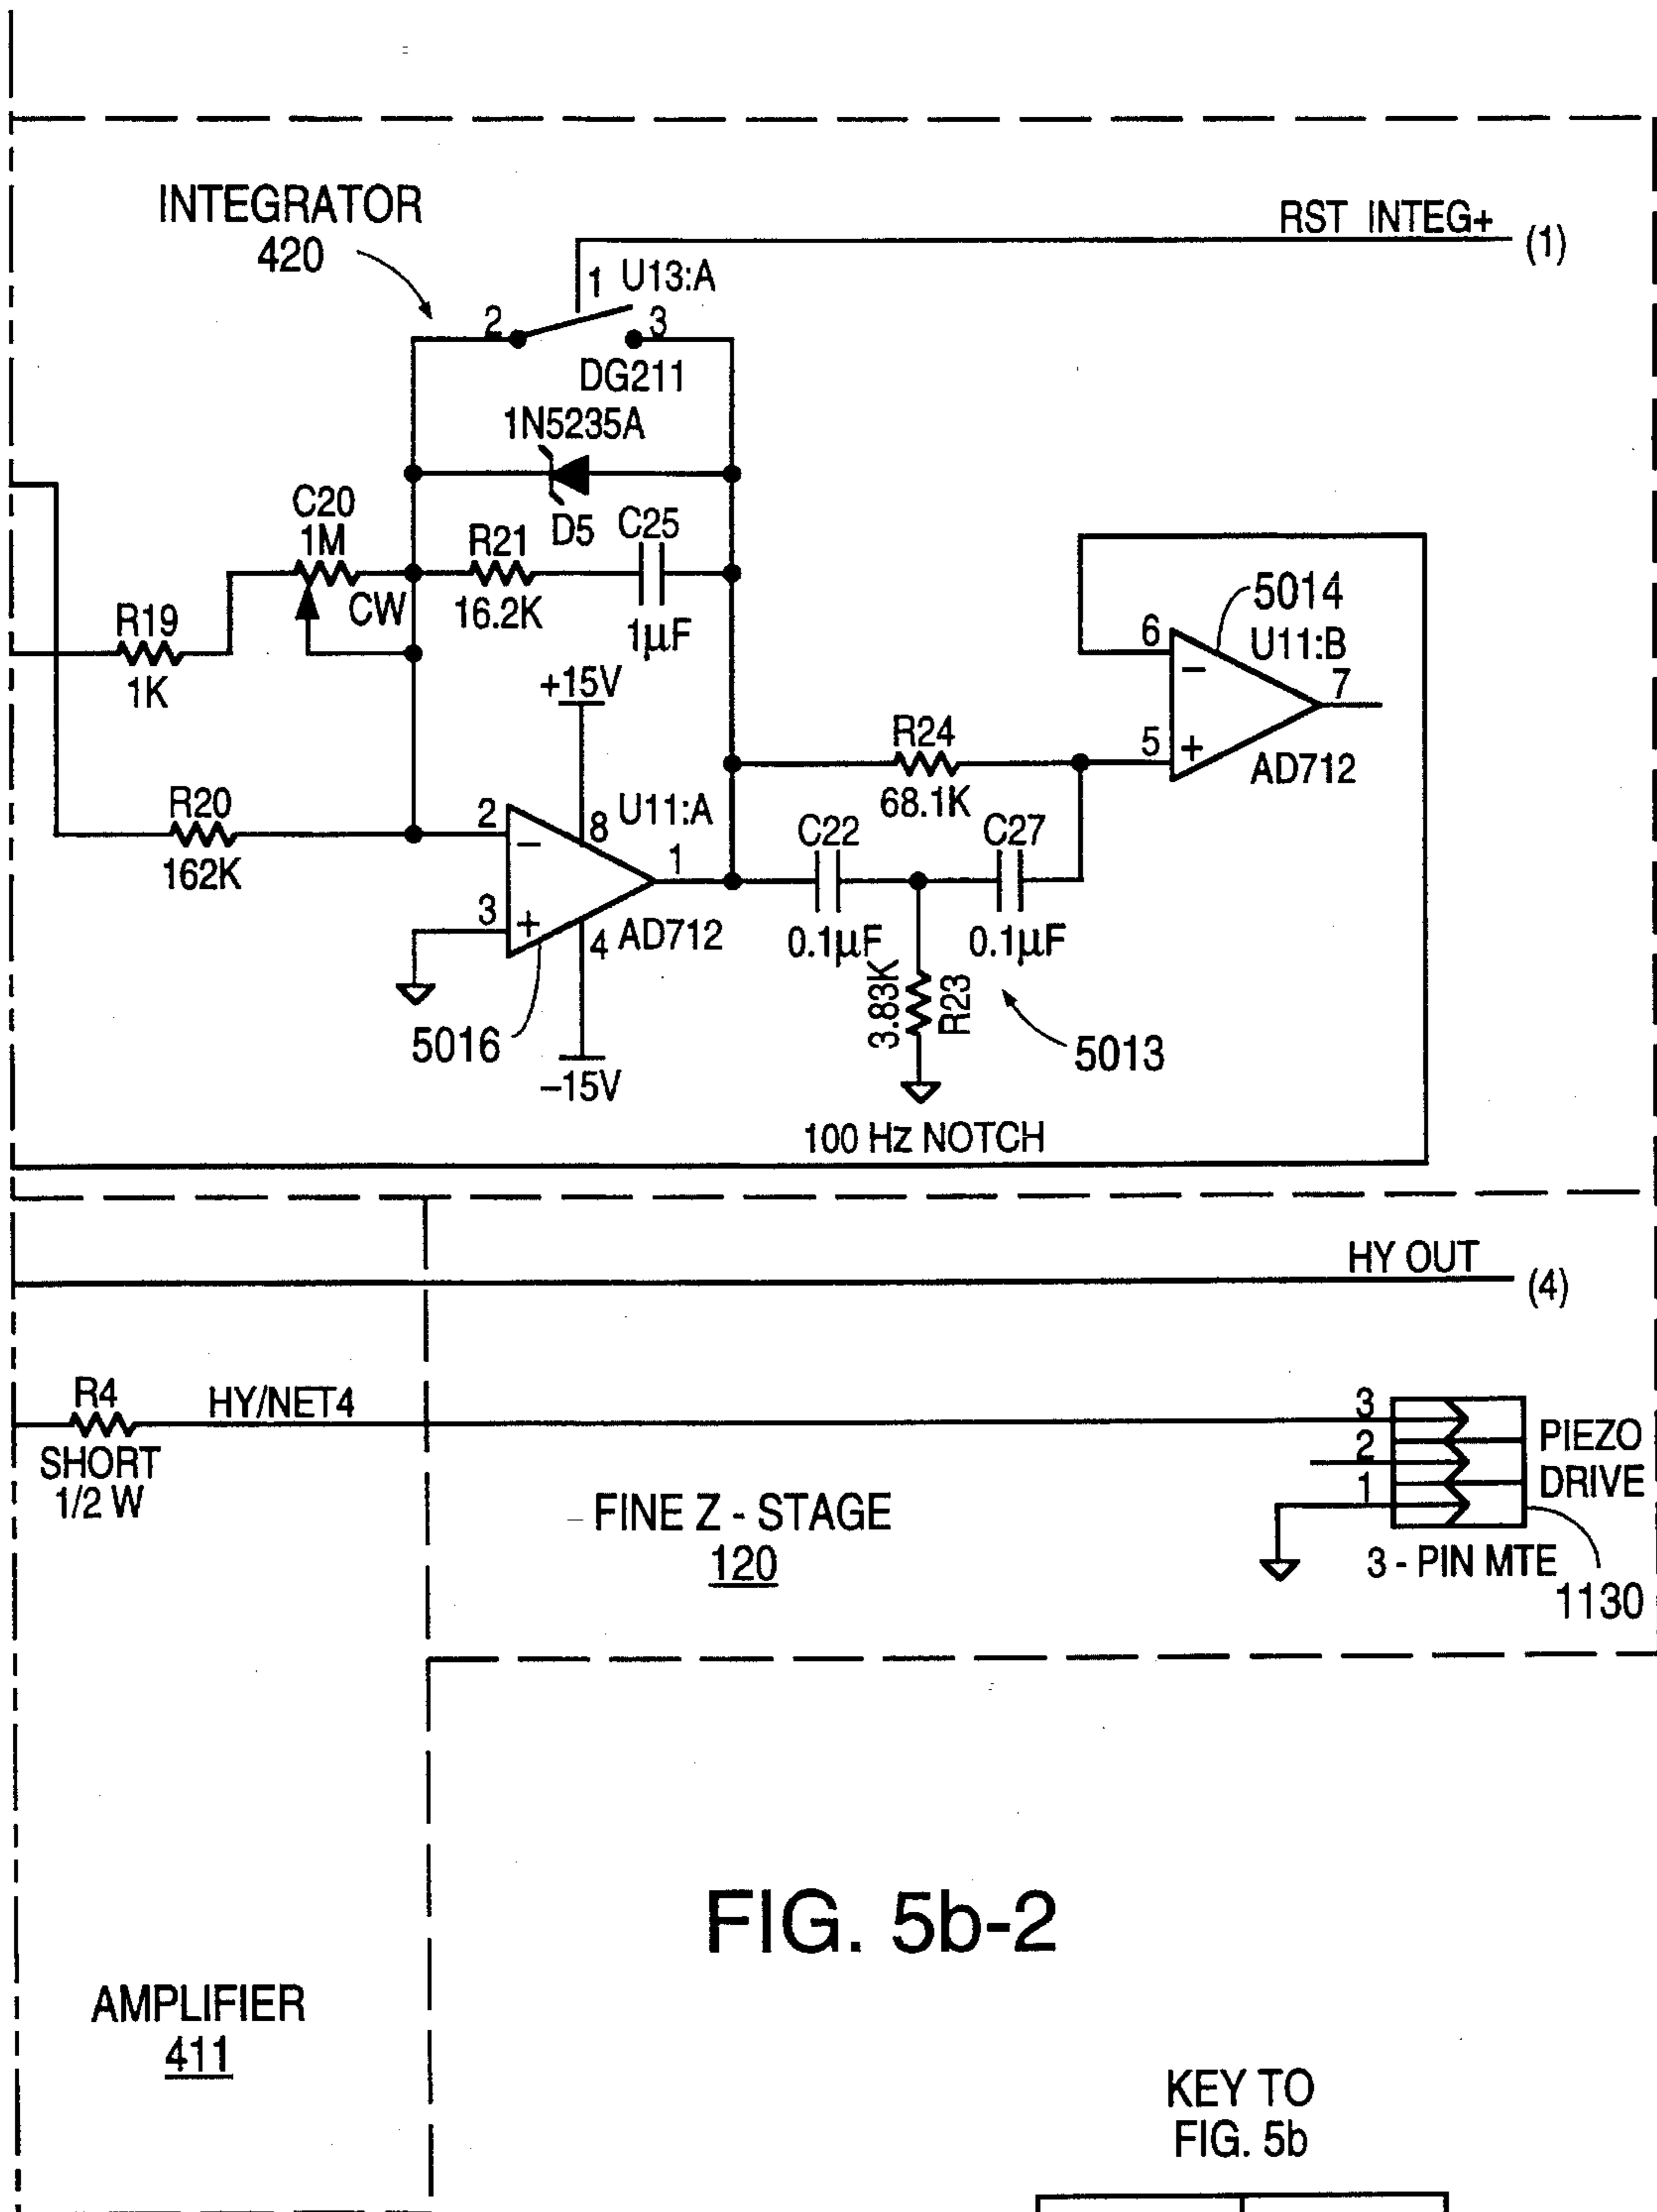 INTEGRATOR
420
RST INTEG+
(1)
1
U13:A
2
3
DG211
1N5235A
D5
C20
1M
CW
R21
16.2K
C25
1µF
R19
1K
+15V
R20
162K
2
−
3
+
8
U11:A
1
4
AD712
5016
–15V
R24
68.1K
C22
0.1µF
C27
0.1µF
3.83K
R23
5013
100 Hz NOTCH
5014
U11:B
6
−
7
5
+
AD712
HY OUT
(4)
R4
HY/NET4
SHORT
1/2 W
3
2
1
PIEZO
DRIVE
3 - PIN MTE
1130
FINE Z - STAGE
120
FIG. 5b-2
AMPLIFIER
411
KEY TO
FIG. 5b